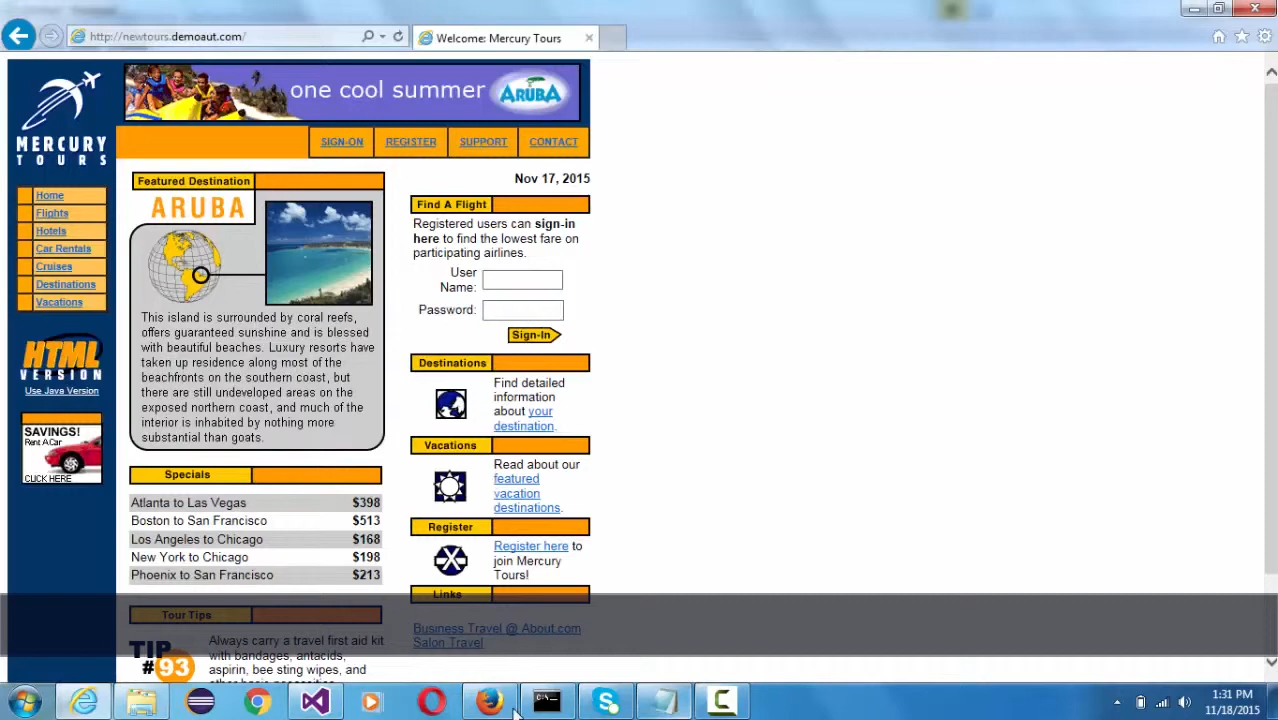 http://newtours.demoaut.com/
Welcome: Mercury Tours
one cool summer
ARUBA
MERCURY
TOURS
SIGN-ON
REGISTER
SUPPORT
CONTACT
Home
Flights
Hotels
Car Rentals
Cruises
Destinations
Vacations
HTML
VERSION
Use Java Version
SAVINGS!
Rent A Car
CLICK HERE
Featured Destination
ARUBA
This island is surrounded by coral reefs,
offers guaranteed sunshine and is blessed
with beautiful beaches. Luxury resorts have
taken up residence along most of the
beachfronts on the southern coast, but
there are still undeveloped areas on the
exposed northern coast, and much of the
interior is inhabited by nothing more
substantial than goats.
Specials
Atlanta to Las Vegas $398
Boston to San Francisco $513
Los Angeles to Chicago $168
New York to Chicago $198
Phoenix to San Francisco $213
Tour Tips
TIP
#93
Always carry a travel first aid kit
with bandages, antacids,
aspirin, bee sting wipes, and
Nov 17, 2015
Find A Flight
Registered users can sign-in
here to find the lowest fare on
participating airlines.
User
Name:
Password:
Sign-In
Destinations
Find detailed
information
about your
destination.
Vacations
Read about our
featured
vacation
destinations.
Register
Register here to
join Mercury
Tours!
Links
Business Travel @ About.com
Salon Travel
1:31 PM
11/18/2015